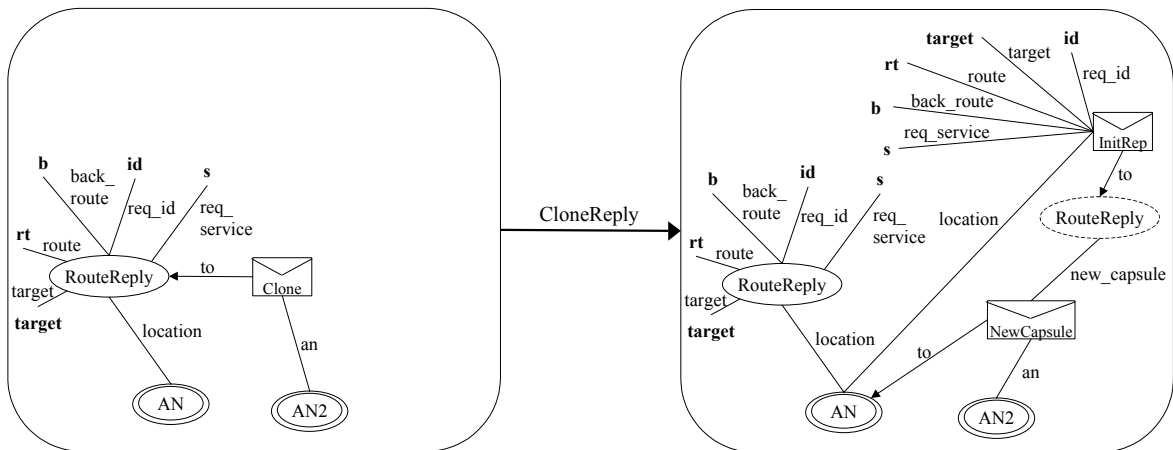 b
id
s
back_
route
req_id
req_
service
rt
route
RouteReply
to
Clone
target
target
location
an
AN
AN2
CloneReply
target
id
target
rt
route
req_id
b
back_route
req_service
s
InitRep
to
RouteReply
b
id
s
back_
route
req_id
req_
service
location
rt
route
RouteReply
target
target
new_capsule
NewCapsule
location
to
an
AN
AN2